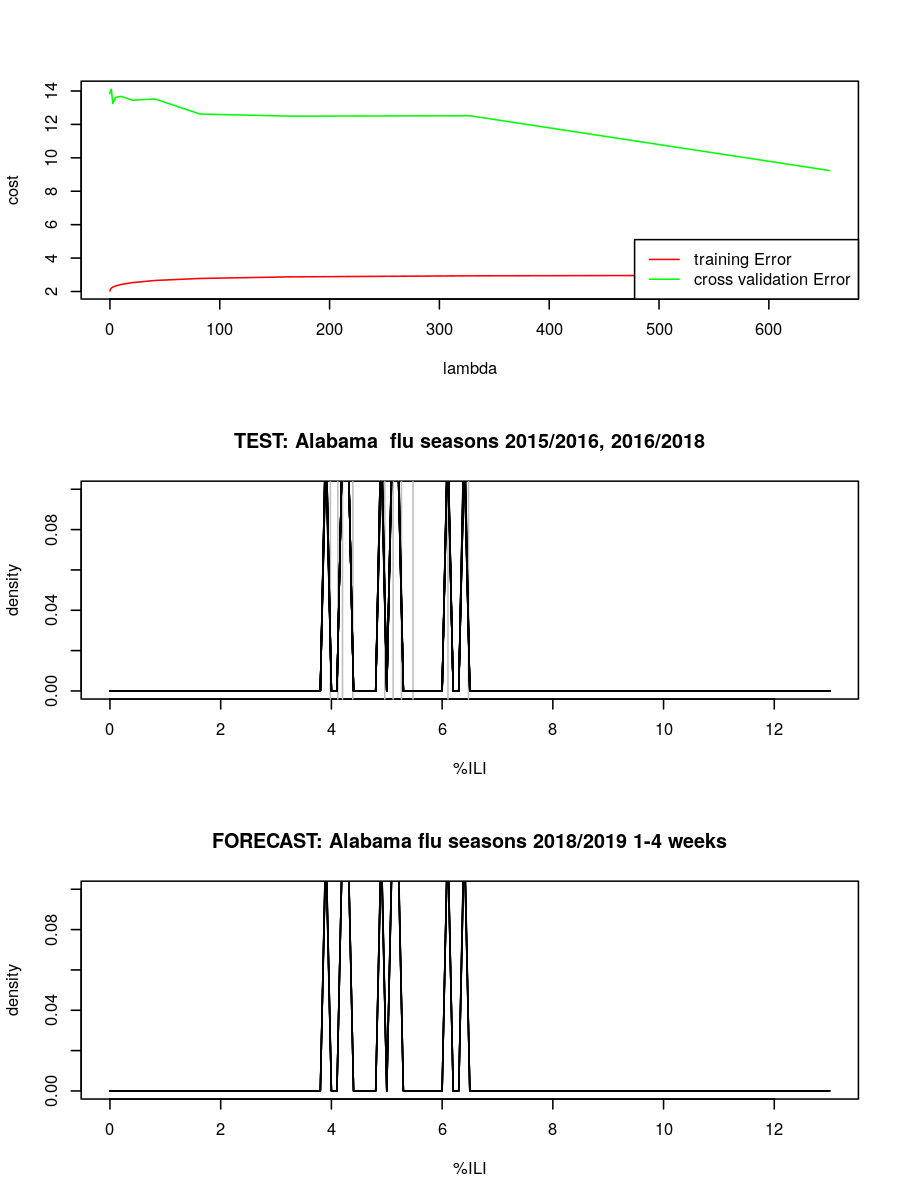 14
12
10
8
6
4
2
cost
training Error
cross validation Error
0 100 200 300 400 500 600
lambda
TEST: Alabama  flu seasons 2015/2016, 2016/2018
0.08
0.04
0.00
density
0 2 4 6 8 10 12
%ILI
FORECAST: Alabama flu seasons 2018/2019 1-4 weeks
0.08
0.04
0.00
density
0 2 4 6 8 10 12
%ILI